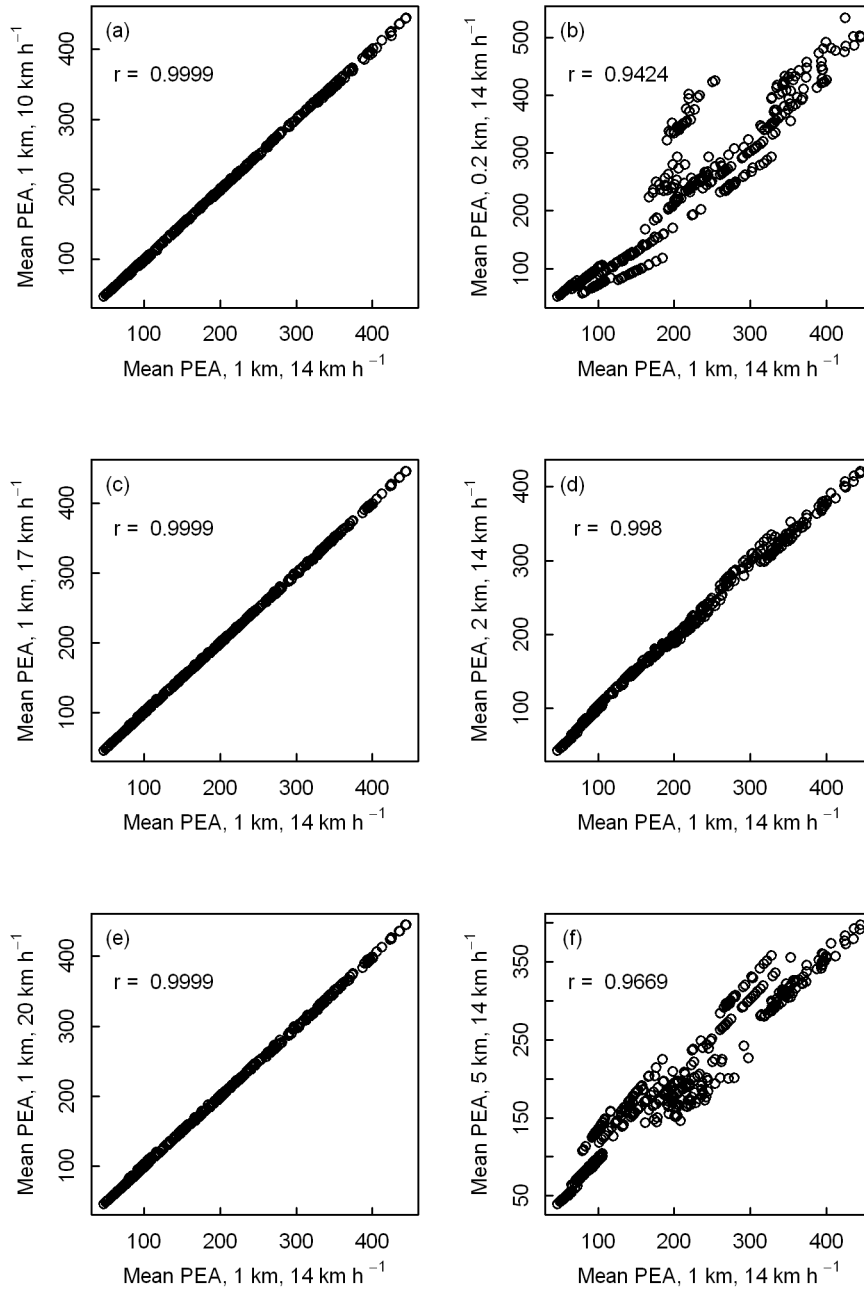 (a)
r = 0.9999
400
300
200
100
Mean PEA, 1 km, 10 km h⁻¹
100 200 300 400
Mean PEA, 1 km, 14 km h⁻¹
(b)
r = 0.9424
500
400
300
200
100
Mean PEA, 0.2 km, 14 km h⁻¹
100 200 300 400
Mean PEA, 1 km, 14 km h⁻¹
(c)
r = 0.9999
400
300
200
100
Mean PEA, 1 km, 17 km h⁻¹
100 200 300 400
Mean PEA, 1 km, 14 km h⁻¹
(d)
r = 0.998
400
300
200
100
Mean PEA, 2 km, 14 km h⁻¹
100 200 300 400
Mean PEA, 1 km, 14 km h⁻¹
(e)
r = 0.9999
400
300
200
100
Mean PEA, 1 km, 20 km h⁻¹
100 200 300 400
Mean PEA, 1 km, 14 km h⁻¹
(f)
r = 0.9669
350
250
150
50
Mean PEA, 5 km, 14 km h⁻¹
100 200 300 400
Mean PEA, 1 km, 14 km h⁻¹